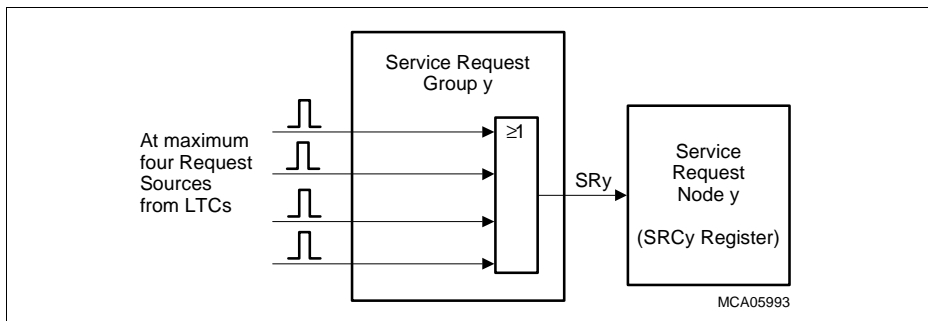 Service Request
Group y
At maximum
four Request
Sources
from LTCs
≥1
SRy
Service
Request
Node y
(SRCy Register)
MCA05993